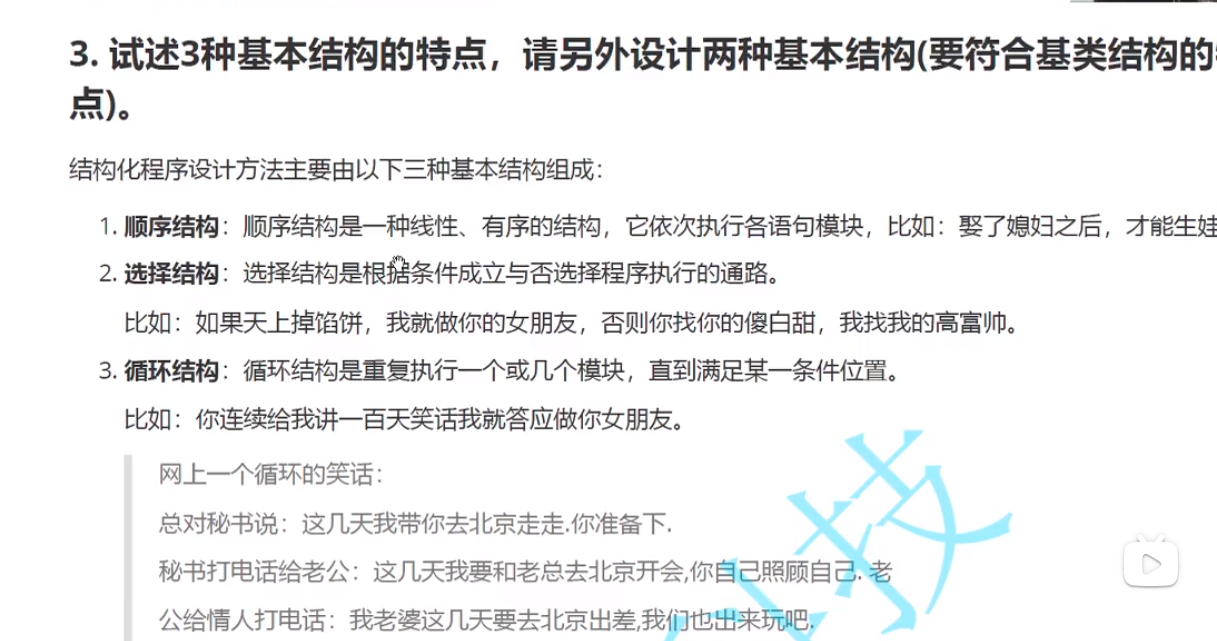 3. 试述3种基本结构的特点，请另外设计两种基本结构(要符合基类结构的
点)。
结构化程序设计方法主要由以下三种基本结构组成：
1. 顺序结构：顺序结构是一种线性、有序的结构，它依次执行各语句模块，比如：娶了媳妇之后，才能生娃
2. 选择结构：选择结构是根据条件成立与否选择程序执行的通路。
比如：如果天上掉馅饼，我就做你的女朋友，否则你找你的傻白甜，我找我的高富帅。
3. 循环结构：循环结构是重复执行一个或几个模块，直到满足某一条件位置。
比如：你连续给我讲一百天笑话我就答应做你女朋友。
网上一个循环的笑话：
总对秘书说：这几天我带你去北京走走.你准备下.
秘书打电话给老公：这几天我要和老总去北京开会,你自己照顾自己. 老
公给情人打电话：我老婆这几天要去北京出差,我们也出来玩吧.
技